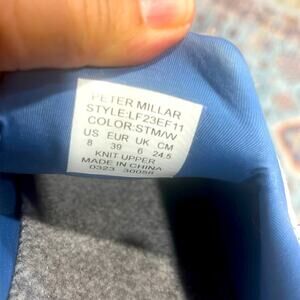 PETER MILLAR
STYLE:LF23EF11
COLOR:STM/W
US EUR UK CM
8 39 6 24.5
KNIT UPPER
MADE IN CHINA
0323 30058